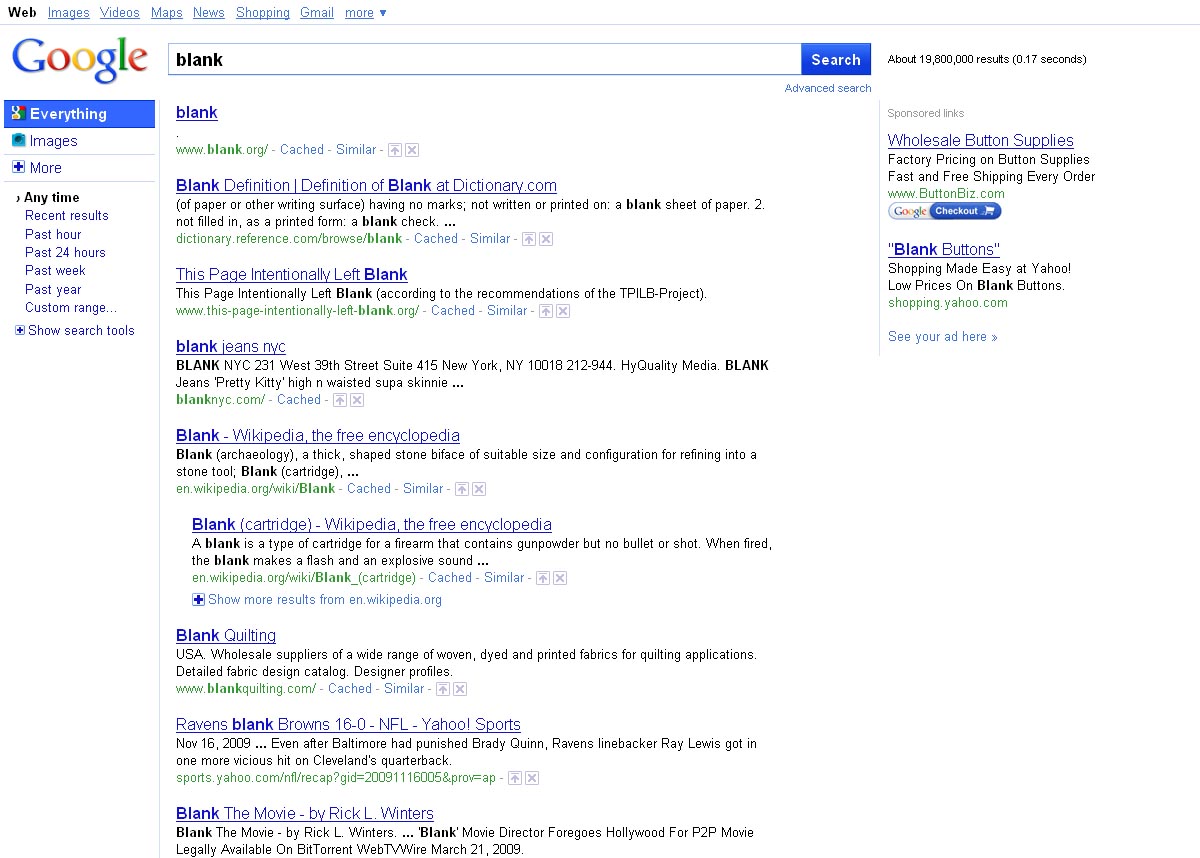 Web Images Videos Maps News Shopping Gmail more ▼
Google
blank
Search
About 19,800,000 results (0.17 seconds)
Advanced search
Everything
Images
More
› Any time
Recent results
Past hour
Past 24 hours
Past week
Past year
Custom range...
Show search tools
blank
.
www.blank.org/ - Cached - Similar -
Blank Definition | Definition of Blank at Dictionary.com
(of paper or other writing surface) having no marks; not written or printed on: a blank sheet of paper. 2.
not filled in, as a printed form: a blank check. ...
dictionary.reference.com/browse/blank - Cached - Similar -
This Page Intentionally Left Blank
This Page Intentionally Left Blank (according to the recommendations of the TPILB-Project).
www.this-page-intentionally-left-blank.org/ - Cached - Similar -
blank jeans nyc
BLANK NYC 231 West 39th Street Suite 415 New York, NY 10018 212-944. HyQuality Media. BLANK
Jeans 'Pretty Kitty' high n waisted supa skinnie ...
blanknyc.com/ - Cached -
Blank - Wikipedia, the free encyclopedia
Blank (archaeology), a thick, shaped stone biface of suitable size and configuration for refining into a
stone tool; Blank (cartridge), ...
en.wikipedia.org/wiki/Blank - Cached - Similar -
Blank (cartridge) - Wikipedia, the free encyclopedia
A blank is a type of cartridge for a firearm that contains gunpowder but no bullet or shot. When fired,
the blank makes a flash and an explosive sound ...
en.wikipedia.org/wiki/Blank_(cartridge) - Cached - Similar -
Show more results from en.wikipedia.org
Blank Quilting
USA. Wholesale suppliers of a wide range of woven, dyed and printed fabrics for quilting applications.
Detailed fabric design catalog. Designer profiles.
www.blankquilting.com/ - Cached - Similar -
Ravens blank Browns 16-0 - NFL - Yahoo! Sports
Nov 16, 2009 ... Even after Baltimore had punished Brady Quinn, Ravens linebacker Ray Lewis got in
one more vicious hit on Cleveland's quarterback.
sports.yahoo.com/nfl/recap?gid=20091116005&prov=ap -
Blank The Movie - by Rick L. Winters
Blank The Movie - by Rick L. Winters. ... 'Blank' Movie Director Foregoes Hollywood For P2P Movie
Legally Available On BitTorrent WebTVWire March 21, 2009.
Sponsored links
Wholesale Button Supplies
Factory Pricing on Button Supplies
Fast and Free Shipping Every Order
www.ButtonBiz.com
Google Checkout
"Blank Buttons"
Shopping Made Easy at Yahoo!
Low Prices On Blank Buttons.
shopping.yahoo.com
See your ad here »